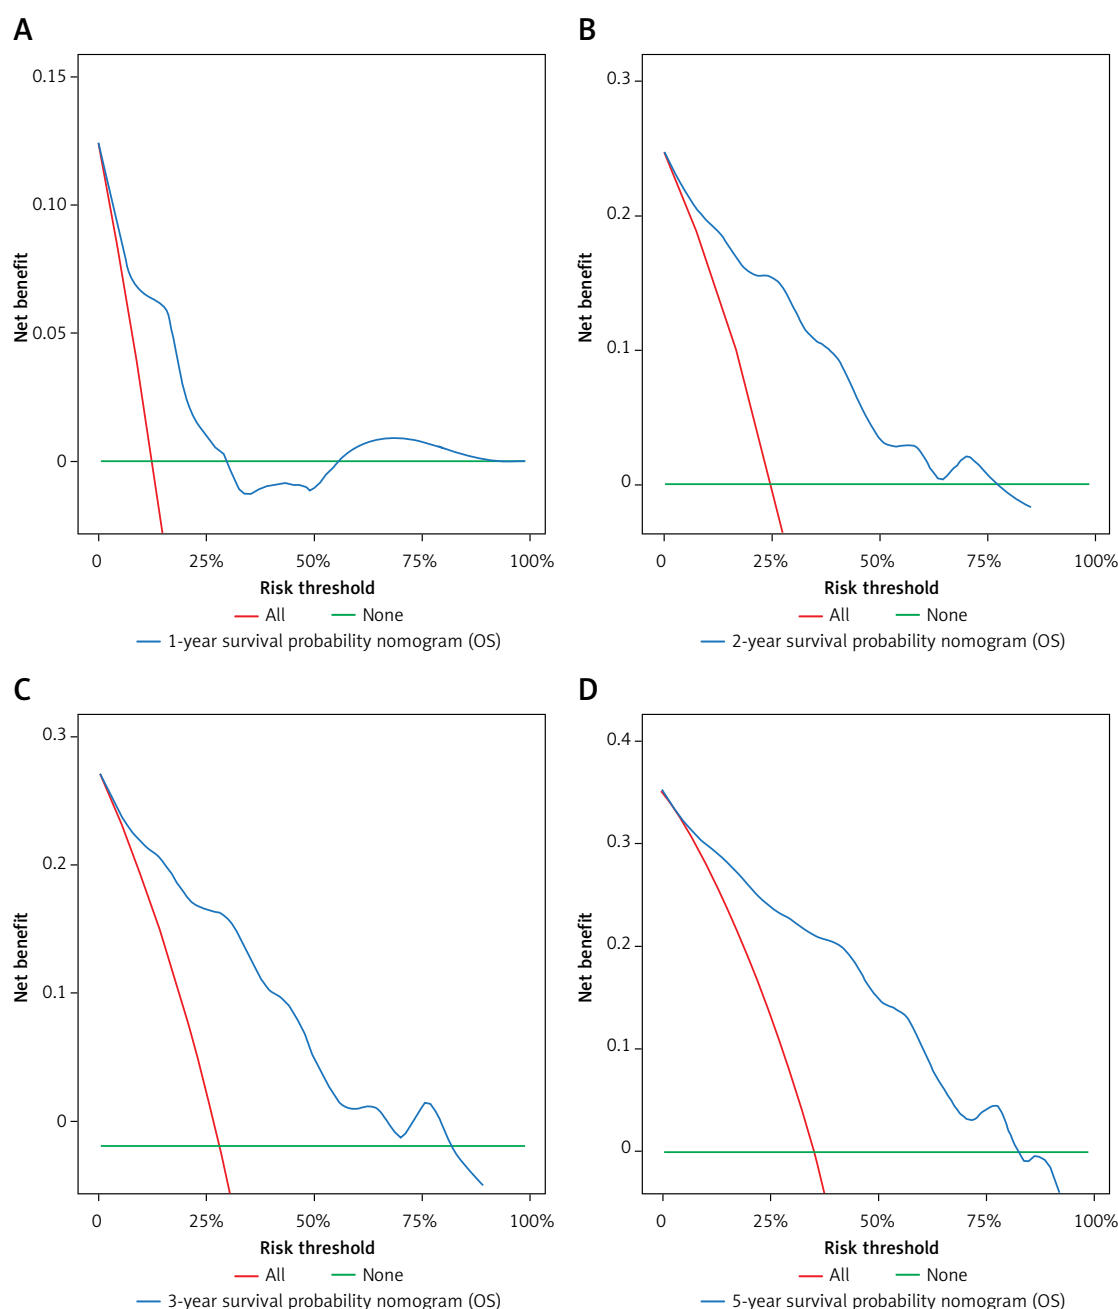 A
Net benefit
0.15
0.10
0.05
0
0 25% 50% 75% 100%
Risk threshold
All None
1-year survival probability nomogram (OS)
B
Net benefit
0.3
0.2
0.1
0
0 25% 50% 75% 100%
Risk threshold
All None
2-year survival probability nomogram (OS)
C
Net benefit
0.3
0.2
0.1
0
0 25% 50% 75% 100%
Risk threshold
All None
3-year survival probability nomogram (OS)
D
Net benefit
0.4
0.3
0.2
0.1
0
0 25% 50% 75% 100%
Risk threshold
All None
5-year survival probability nomogram (OS)